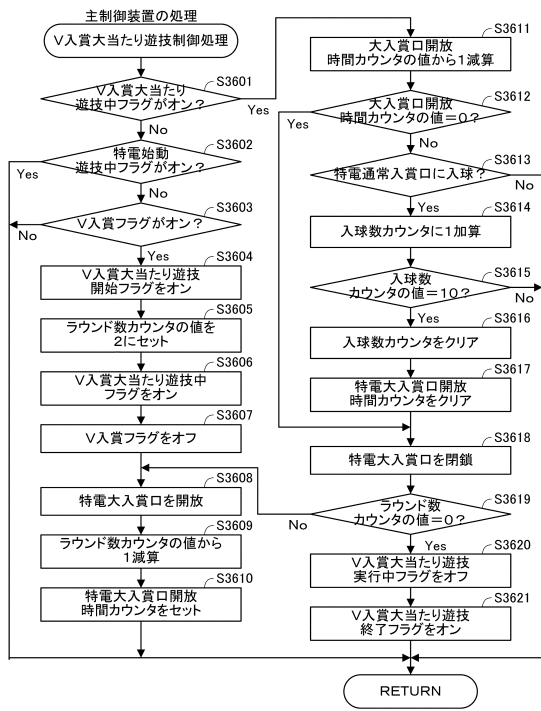 主制御装置の処理
V入賞大当たり遊技制御処理
S3601
V入賞大当たり
遊技中フラグがオン？
Yes
No
S3602
特電始動
遊技中フラグがオン？
Yes
No
S3603
V入賞フラグがオン？
No
Yes
S3604
V入賞大当たり遊技
開始フラグをオン
S3605
ラウンド数カウンタの値を
2にセット
S3606
V入賞大当たり遊技中
フラグをオン
S3607
V入賞フラグをオフ
S3608
特電大入賞口を開放
S3609
ラウンド数カウンタの値から
1減算
S3610
特電大入賞口開放
時間カウンタをセット
S3611
大入賞口開放
時間カウンタの値から1減算
S3612
大入賞口開放
時間カウンタの値＝0？
Yes
No
S3613
特電通常入賞口に入球？
No
Yes
S3614
入球数カウンタに1加算
S3615
入球数
カウンタの値＝10？
No
Yes
S3616
入球数カウンタをクリア
S3617
特電大入賞口開放
時間カウンタをクリア
S3618
特電大入賞口を閉鎖
S3619
ラウンド数
カウンタの値＝0？
No
Yes
S3620
V入賞大当たり遊技
実行中フラグをオフ
S3621
V入賞大当たり遊技
終了フラグをオン
RETURN